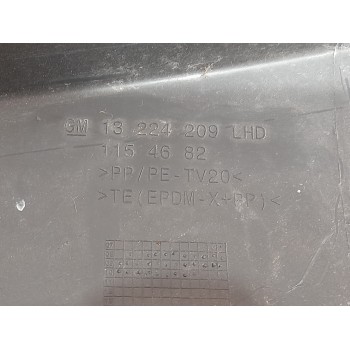 GM 13 224 209 LHD
115 46 82
>PP/PE-TV20<
>TE(EPDM-X+PP)<